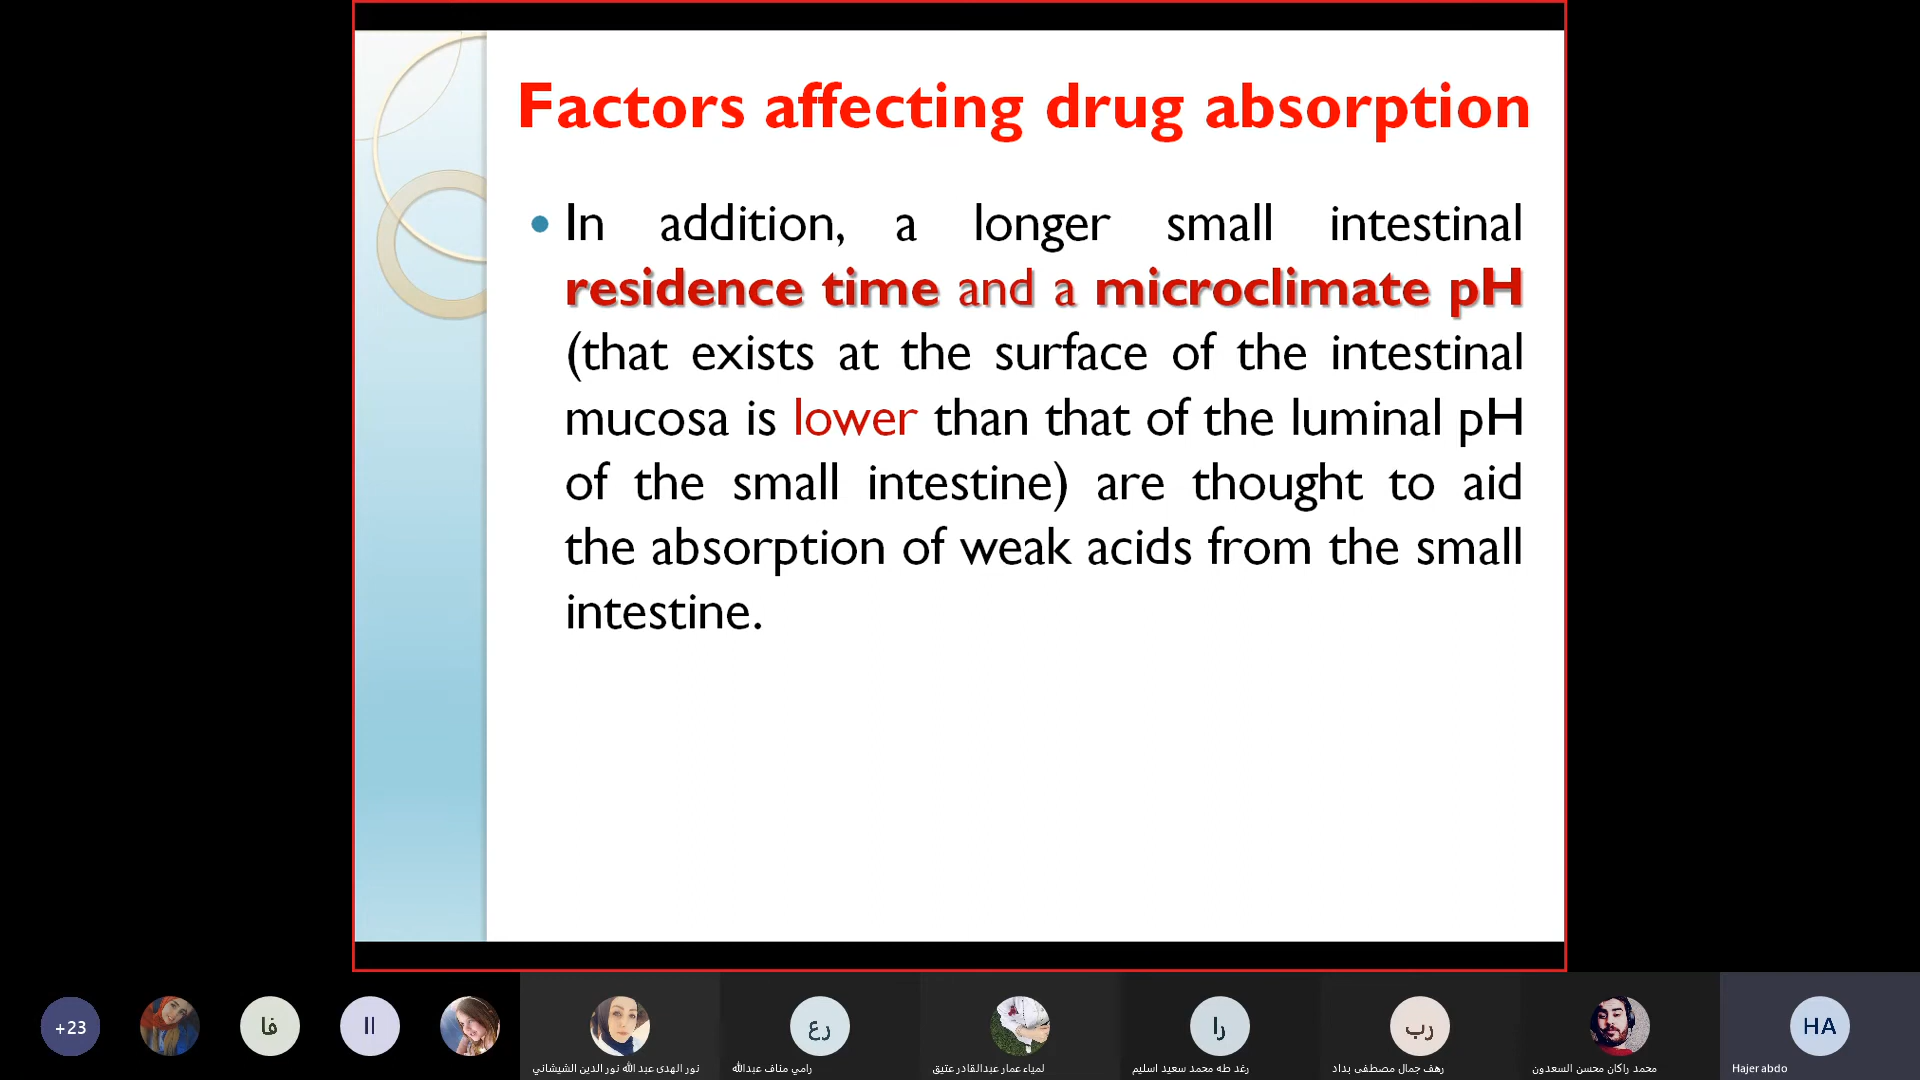 Factors affecting drug absorption
• In addition, a longer small intestinal
residence time and a microclimate pH
(that exists at the surface of the intestinal
mucosa is lower than that of the luminal pH
of the small intestine) are thought to aid
the absorption of weak acids from the small
intestine.
+23
فا
اا
رع
را
رب
HA
نور الهدى عبد الله نور الدين الشيشاني
رامي مناف عبدالله
لمياء عمار عبدالقادر عتيق
رغد طه محمد سعيد اسليم
رهف جمال مصطفى بداد
محمد راكان محسن السعدون
Hajer abdo